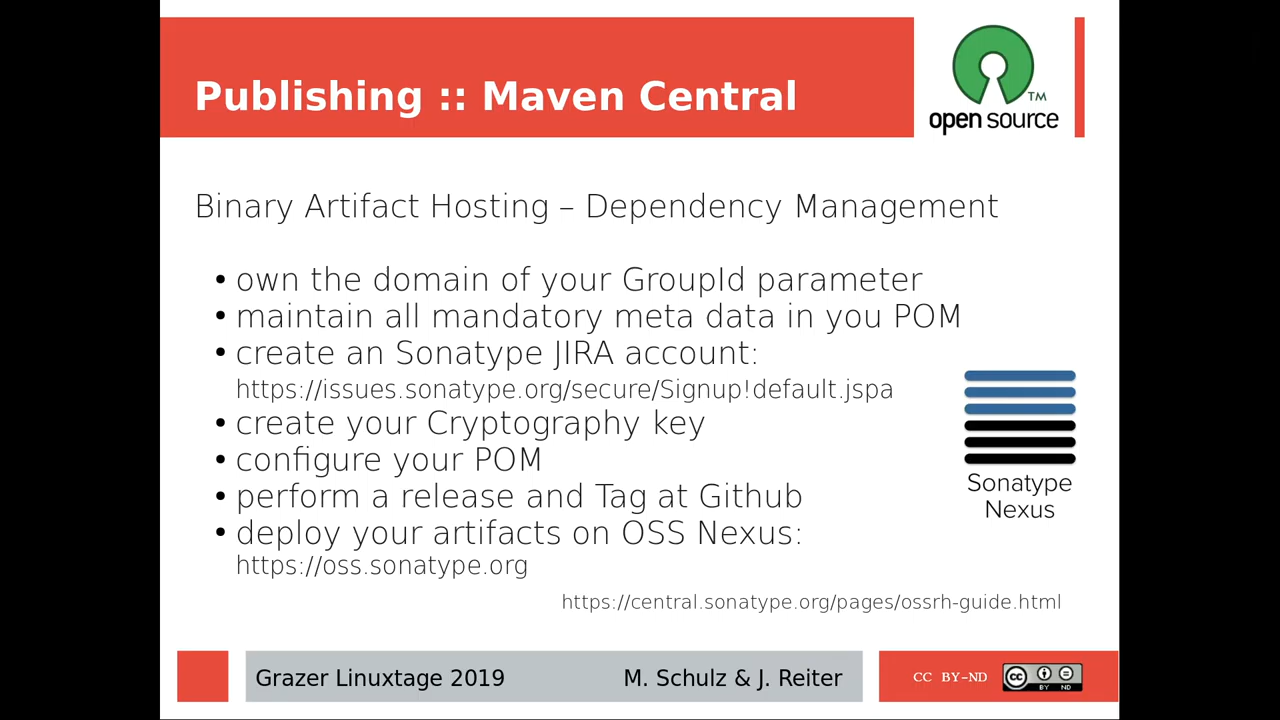 Publishing :: Maven Central
TM
open source
Binary Artifact Hosting – Dependency Management
• own the domain of your GroupId parameter
• maintain all mandatory meta data in you POM
• create an Sonatype JIRA account:
https://issues.sonatype.org/secure/Signup!default.jspa
• create your Cryptography key
• configure your POM
• perform a release and Tag at Github
• deploy your artifacts on OSS Nexus:
https://oss.sonatype.org
Sonatype
Nexus
https://central.sonatype.org/pages/ossrh-guide.html
Grazer Linuxtage 2019 M. Schulz & J. Reiter
CC BY-ND
cc BY ND